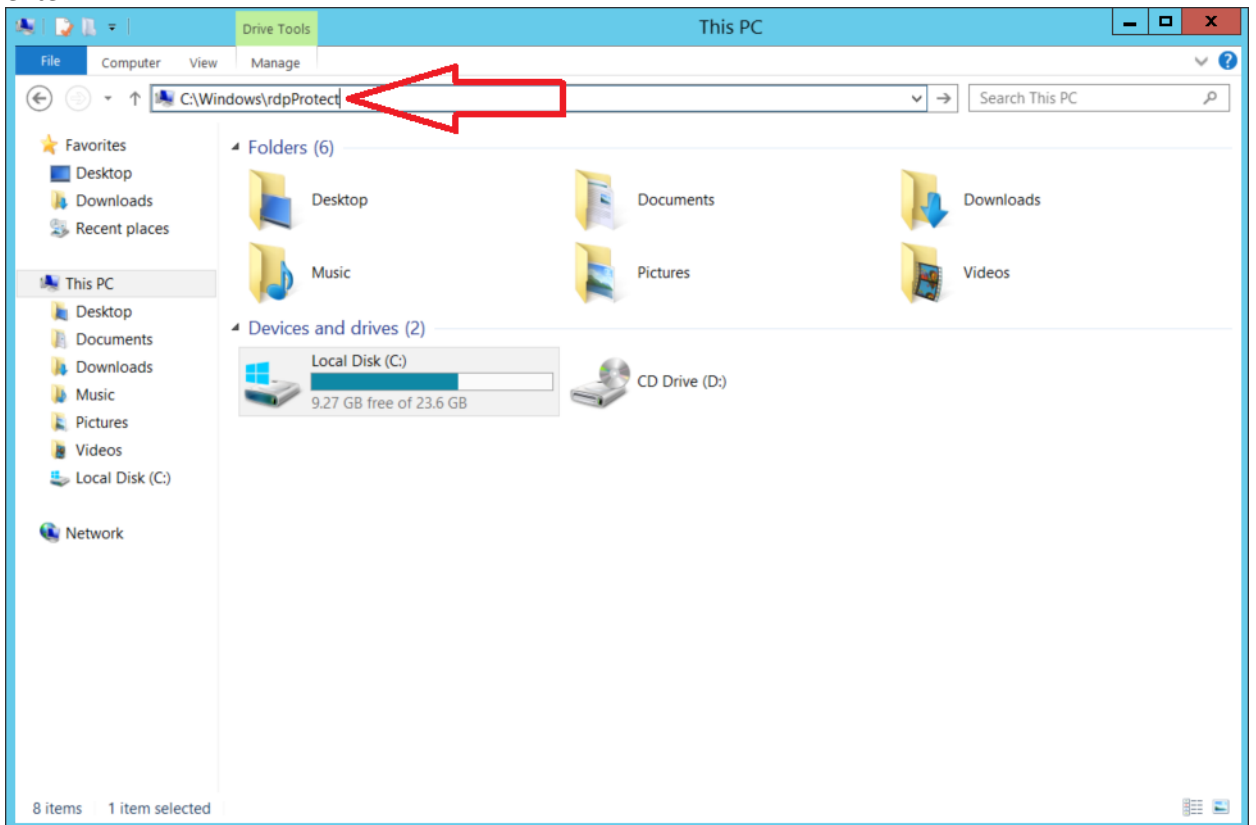 Drive Tools
This PC
File Computer View Manage
C:\Windows\rdpProtect
Search This PC
Favorites
Desktop
Downloads
Recent places
This PC
Desktop
Documents
Downloads
Music
Pictures
Videos
Local Disk (C:)
Network
Folders (6)
Desktop
Documents
Downloads
Music
Pictures
Videos
Devices and drives (2)
Local Disk (C:)
9.27 GB free of 23.6 GB
CD Drive (D:)
8 items 1 item selected